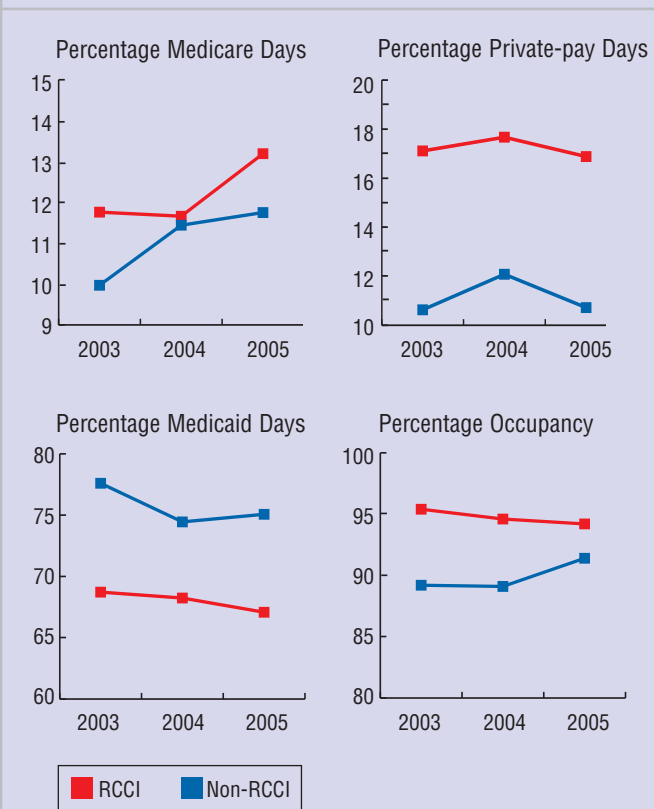 Percentage Medicare Days
15
14
13
12
11
10
9
2003 2004 2005
Percentage Private-pay Days
20
18
16
14
12
10
2003 2004 2005
Percentage Medicaid Days
80
75
70
65
60
2003 2004 2005
Percentage Occupancy
100
95
90
85
80
2003 2004 2005
RCCI Non-RCCI